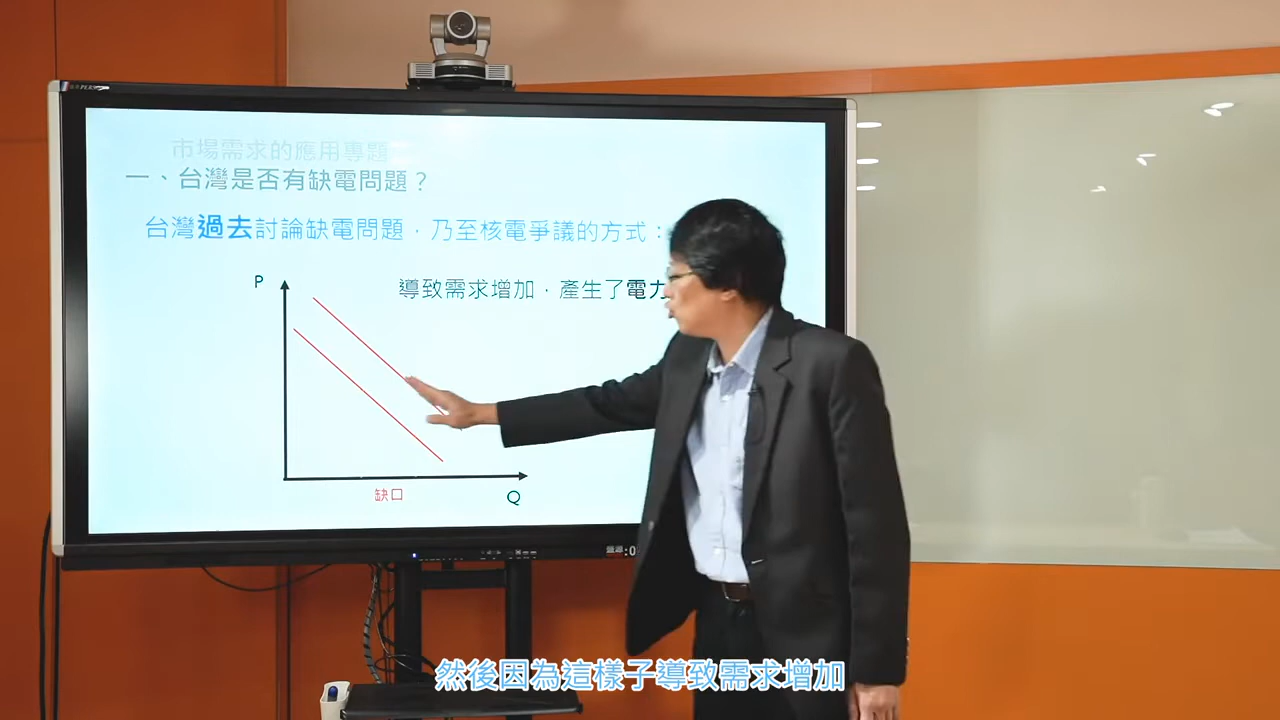 市場需求的應用專題
一、台灣是否有缺電問題？
台灣過去討論缺電問題，乃至核電爭議的方式：
導致需求增加，產生了電力
P
缺口
Q
然後因為這樣子導致需求增加